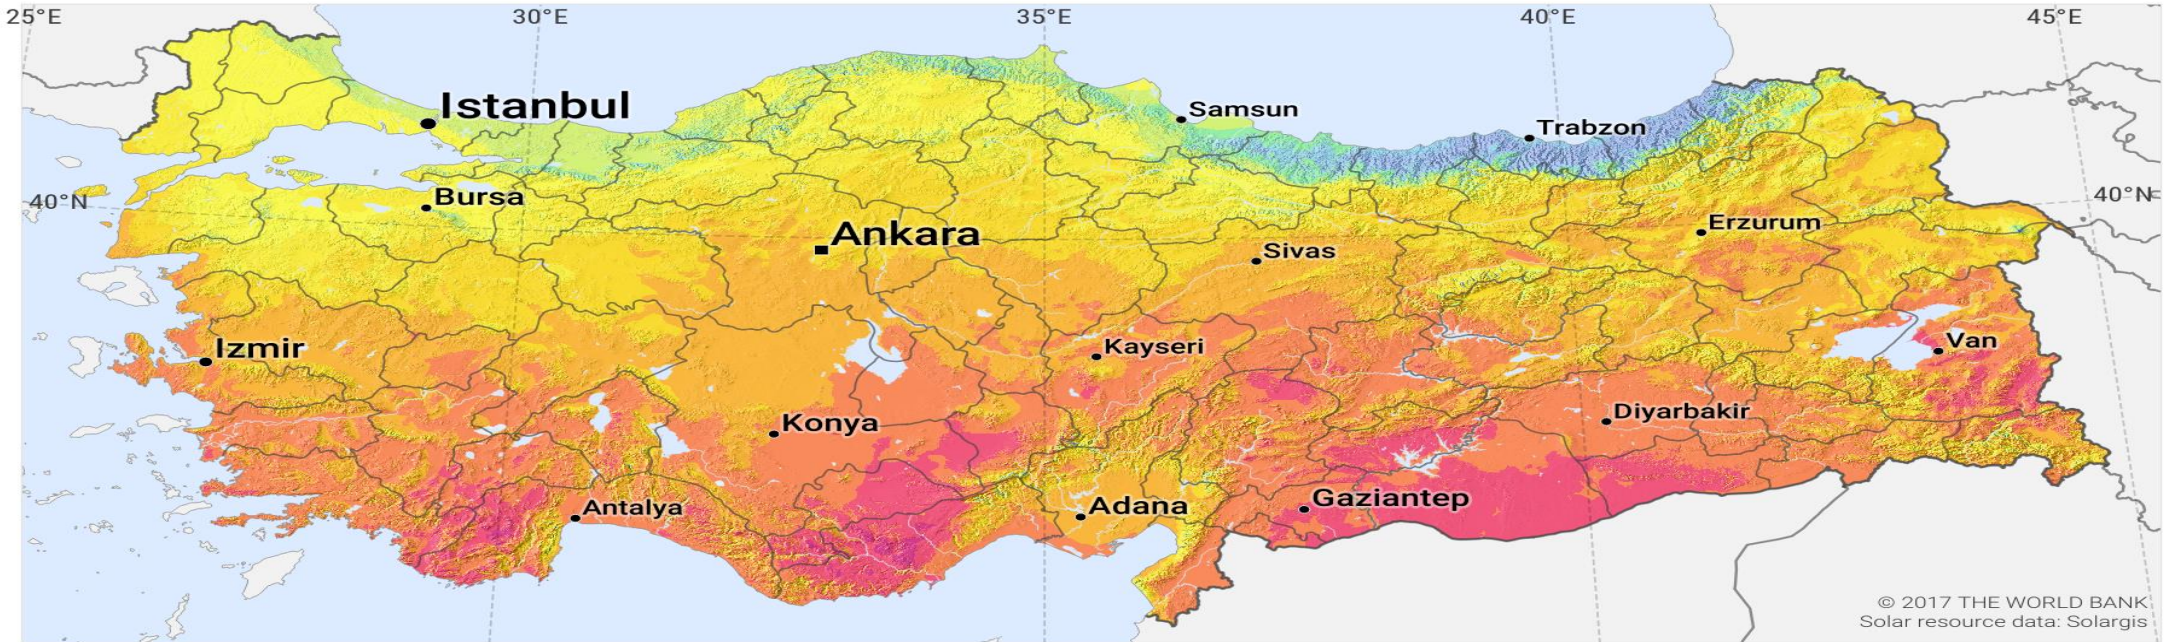 25°E 30°E 35°E 40°E 45°E
Istanbul
Samsun
Trabzon
Bursa
40°N
40°N
Ankara
Erzurum
Sivas
Izmir
Kayseri
Van
Konya
Diyarbakir
Antalya
Adana
Gaziantep
© 2017 THE WORLD BANK
Solar resource data: Solargis